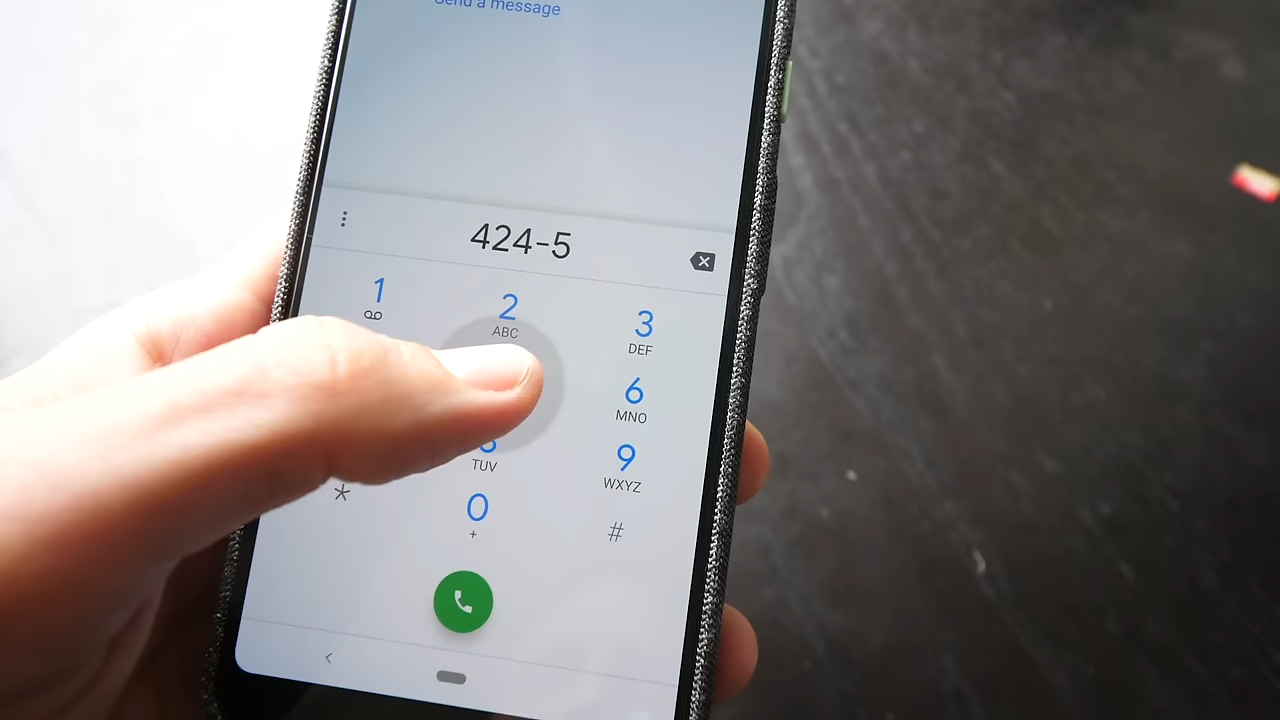 Send a message
424-5
1
2
ABC
3
DEF
6
MNO
TUV
9
WXYZ
*
0
+
#